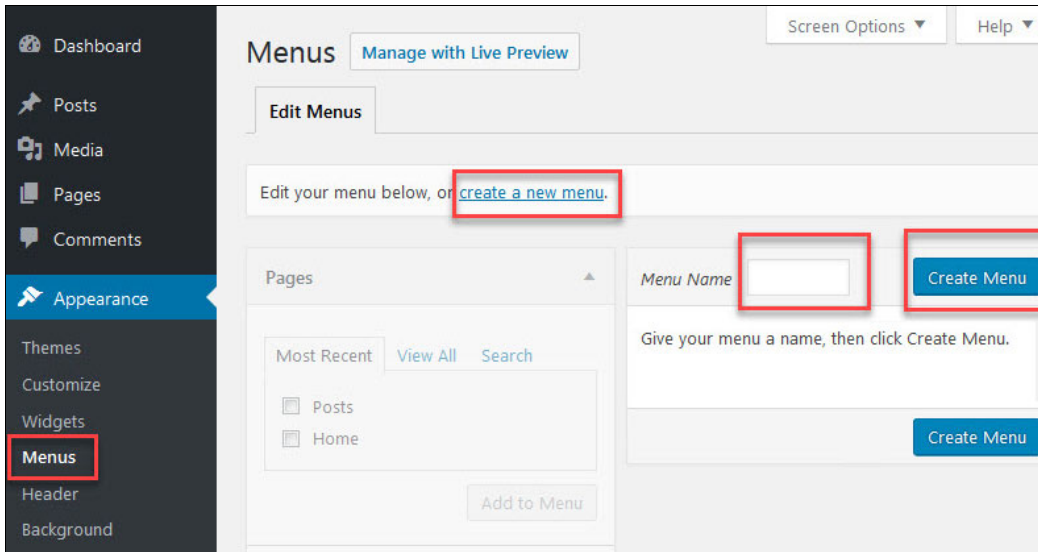 Screen Options ▼
Help ▼
Dashboard
Posts
Media
Pages
Comments
Appearance
Themes
Customize
Widgets
Menus
Header
Background
Menus
Manage with Live Preview
Edit Menus
Edit your menu below, or create a new menu.
Pages
Most Recent View All Search
Posts
Home
Add to Menu
Menu Name
Create Menu
Give your menu a name, then click Create Menu.
Create Menu